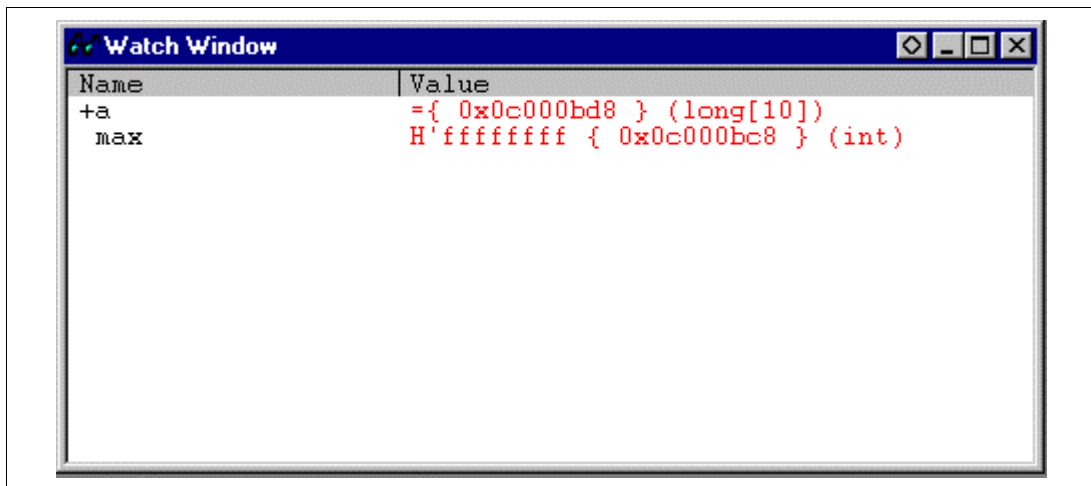 Watch Window
Name Value
+a ={ 0x0c000bd8 } (long[10])
max H'ffffffff { 0x0c000bc8 } (int)